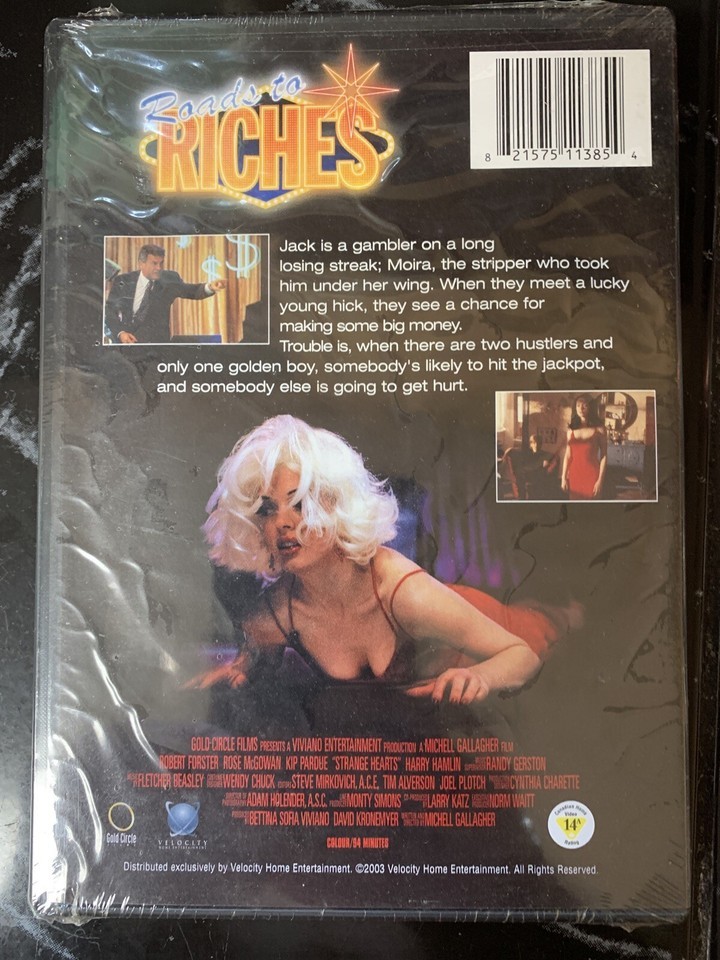 Roads to
RICHES
8 21575 11385 4
Jack is a gambler on a long
losing streak; Moira, the stripper who took
him under her wing. When they meet a lucky
young hick, they see a chance for
making some big money.
Trouble is, when there are two hustlers and
only one golden boy, somebody's likely to hit the jackpot,
and somebody else is going to get hurt.
GOLD CIRCLE FILMS PRESENTS A VIVIANO ENTERTAINMENT PRODUCTION A MICHELL GALLAGHER FILM
ROBERT FORSTER ROSE McGOWAN KIP PARDUE "STRANGE HEARTS" HARRY HAMLIN RANDY GERSTON
FLETCHER BEASLEY WENDY CHUCK STEVE MIRKOVICH, A.C.E, TIM ALVERSON JOEL PLOTCH CYNTHIA CHARETTE
ADAM HOLENDER, A.S.C. MONTY SIMONS LARRY KATZ NORM WAITT
BETTINA SOFIA VIVIANO DAVID KRONEMYER MICHELL GALLAGHER
COLOUR/94 MINUTES
Gold Circle
VELOCITY
HOME ENTERTAINMENT
Canadian Home
Video
14A
Rated
Distributed exclusively by Velocity Home Entertainment. ©2003 Velocity Home Entertainment. All Rights Reserved.